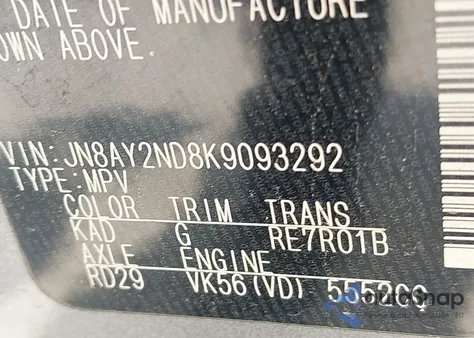 DATE OF MANUFACTURE
OWN ABOVE.
VIN: JN8AY2ND8K9093292
TYPE: MPV
COLOR TRIM TRANS
KAD G RE7R01B
AXLE ENGINE
RD29 VK56(VD) 5552CC